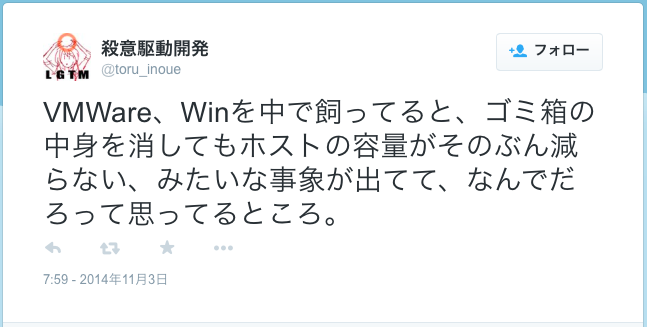 殺意駆動開発
@toru_inoue
フォロー
LGTM
VMWare、Winを中で飼ってると、ゴミ箱の
中身を消してもホストの容量がそのぶん減
らない、みたいな事象が出てて、なんでだ
ろって思ってるところ。
7:59 - 2014年11月3日